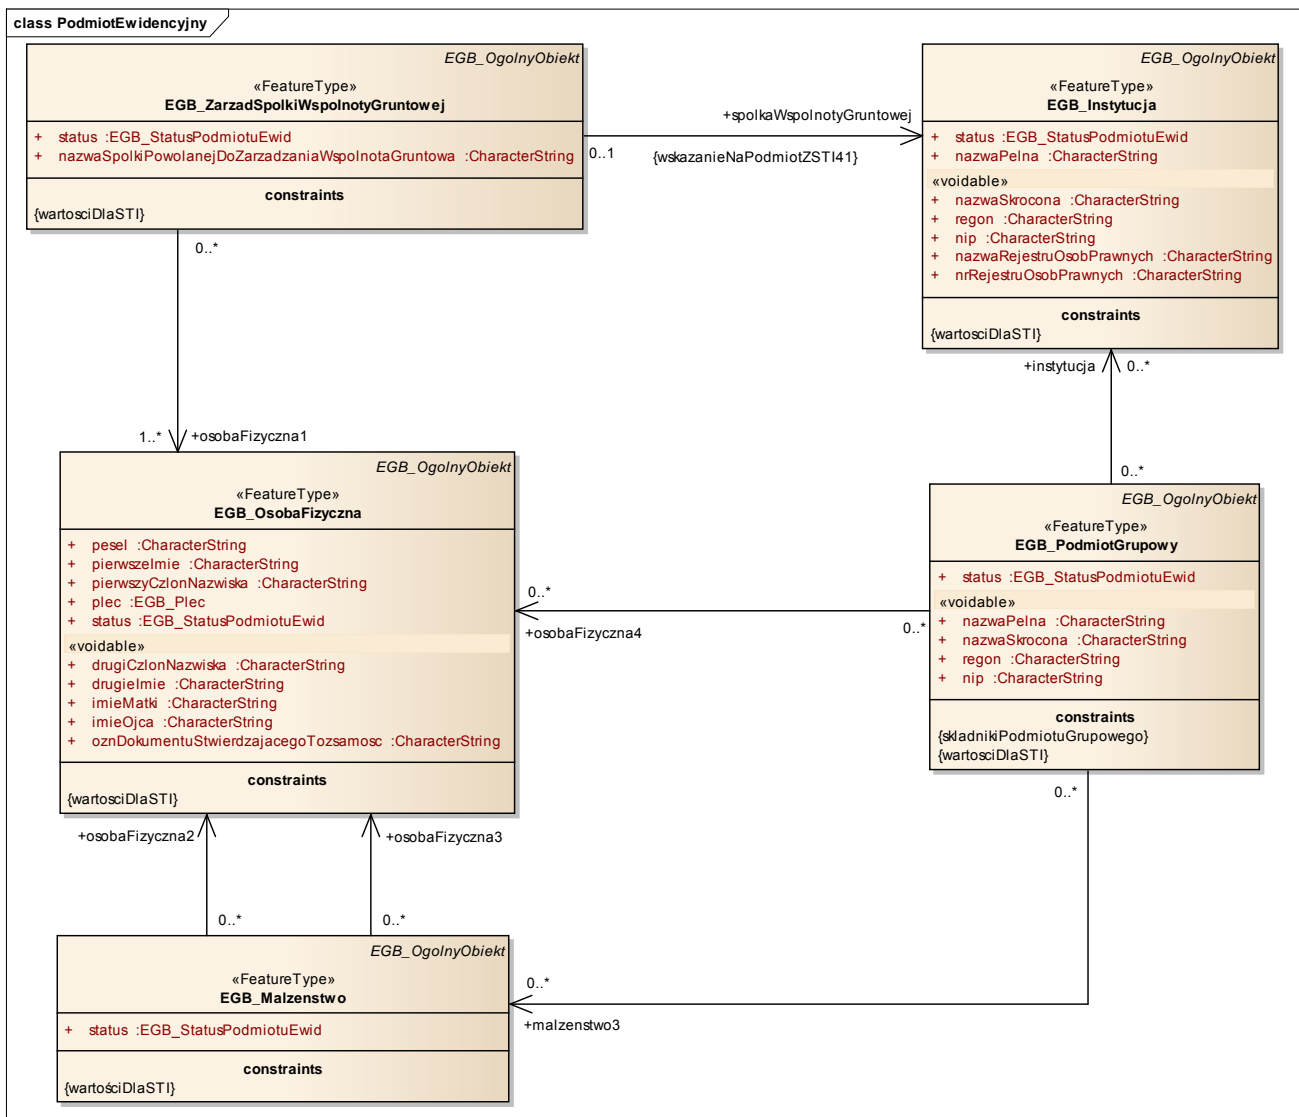 class PodmiotEwidencyjny
EGB_OgolnyObiekt
«FeatureType»
EGB_ZarzadSpolkiWspolnotyGruntowej
+ status :EGB_StatusPodmiotuEwid
+ nazwaSpolkiPowolanejDoZarzadzaniaWspolnotaGruntowa :CharacterString
constraints
{wartosciDlaSTI}
+spolkaWspolnotyGruntowej
0..1
{wskazanieNaPodmiotZSTI41}
EGB_OgolnyObiekt
«FeatureType»
EGB_Instytucja
+ status :EGB_StatusPodmiotuEwid
+ nazwaPelna :CharacterString
«voidable»
+ nazwaSkrocona :CharacterString
+ regon :CharacterString
+ nip :CharacterString
+ nazwaRejestruOsobPrawnych :CharacterString
+ nrRejestruOsobPrawnych :CharacterString
constraints
{wartosciDlaSTI}
0..*
1..*
+osobaFizyczna1
+instytucja
0..*
0..*
EGB_OgolnyObiekt
«FeatureType»
EGB_OsobaFizyczna
+ pesel :CharacterString
+ pierwszeImie :CharacterString
+ pierwszyCzlonNazwiska :CharacterString
+ plec :EGB_Plec
+ status :EGB_StatusPodmiotuEwid
«voidable»
+ drugiCzlonNazwiska :CharacterString
+ drugieImie :CharacterString
+ imieMatki :CharacterString
+ imieOjca :CharacterString
+ oznDokumentuStwierdzajacegoTozsamosc :CharacterString
constraints
{wartosciDlaSTI}
0..*
+osobaFizyczna4
0..*
EGB_OgolnyObiekt
«FeatureType»
EGB_PodmiotGrupowy
+ status :EGB_StatusPodmiotuEwid
«voidable»
+ nazwaPelna :CharacterString
+ nazwaSkrocona :CharacterString
+ regon :CharacterString
+ nip :CharacterString
constraints
{skladnikiPodmiotuGrupowego}
{wartosciDlaSTI}
0..*
+osobaFizyczna2
+osobaFizyczna3
0..*
0..*
EGB_OgolnyObiekt
«FeatureType»
EGB_Malzenstwo
+ status :EGB_StatusPodmiotuEwid
constraints
{wartościDlaSTI}
0..*
+malzenstwo3